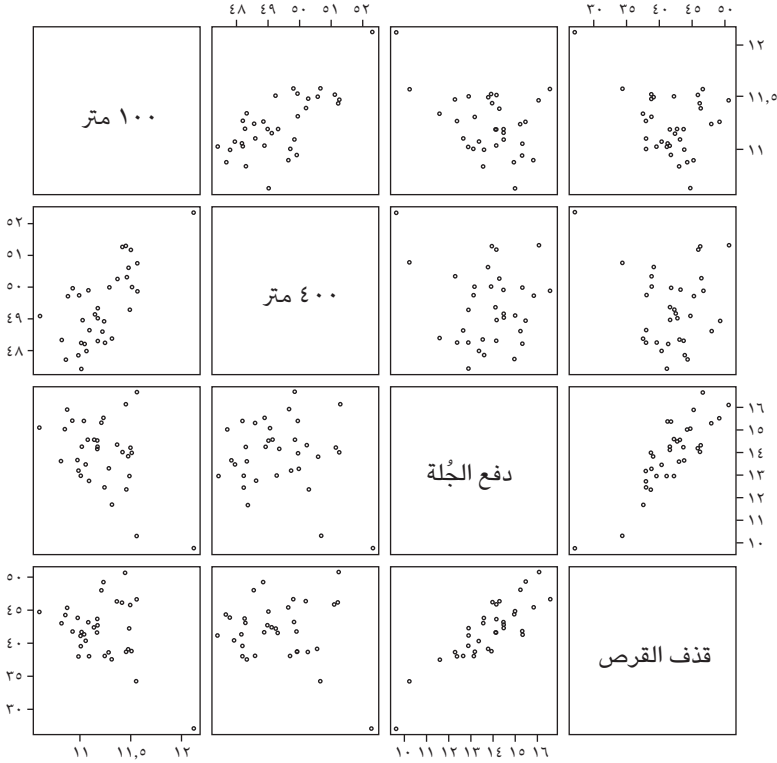 ٤٨ ٤٩ ٥٠ ٥١ ٥٢
٣٠ ٣٥ ٤٠ ٤٥ ٥٠
١٠٠ متر
١٢
١١,٥
١١
٥٢
٥١
٥٠
٤٩
٤٨
٤٠٠ متر
دفع الجُلة
١٦
١٥
١٤
١٣
١٢
١١
١٠
٥٠
٤٥
٤٠
٣٥
٣٠
قذف القرص
١١ ١١,٥ ١٢
١٠ ١١ ١٢ ١٣ ١٤ ١٥ ١٦